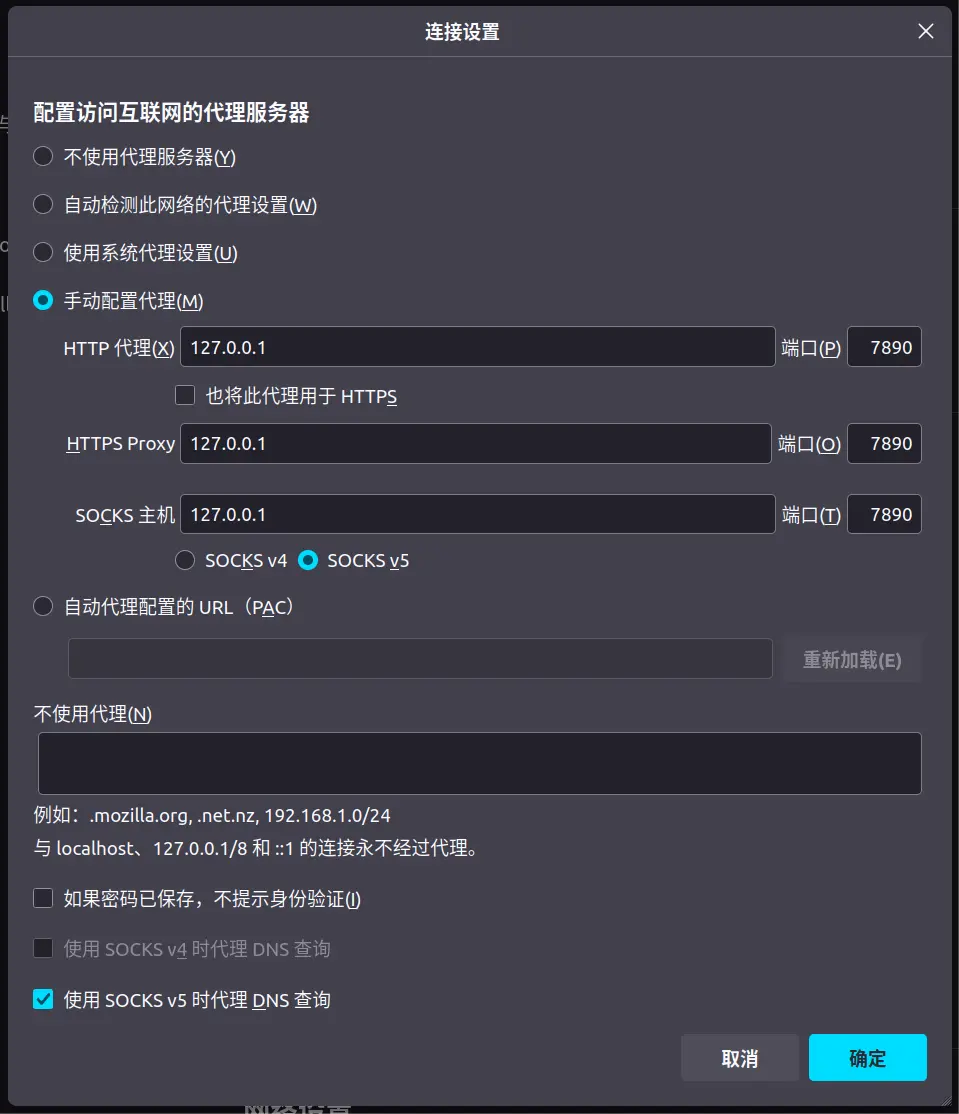 连接设置
配置访问互联网的代理服务器
不使用代理服务器(Y)
自动检测此网络的代理设置(W)
使用系统代理设置(U)
手动配置代理(M)
HTTP 代理(X) 127.0.0.1 端口(P) 7890
也将此代理用于 HTTPS
HTTPS Proxy 127.0.0.1 端口(O) 7890
SOCKS 主机 127.0.0.1 端口(T) 7890
SOCKS v4 SOCKS v5
自动代理配置的 URL（PAC）
重新加载(E)
不使用代理(N)
例如：.mozilla.org, .net.nz, 192.168.1.0/24
与 localhost、127.0.0.1/8 和 ::1 的连接永不经过代理。
如果密码已保存，不提示身份验证(I)
使用 SOCKS v4 时代理 DNS 查询
使用 SOCKS v5 时代理 DNS 查询
取消 确定